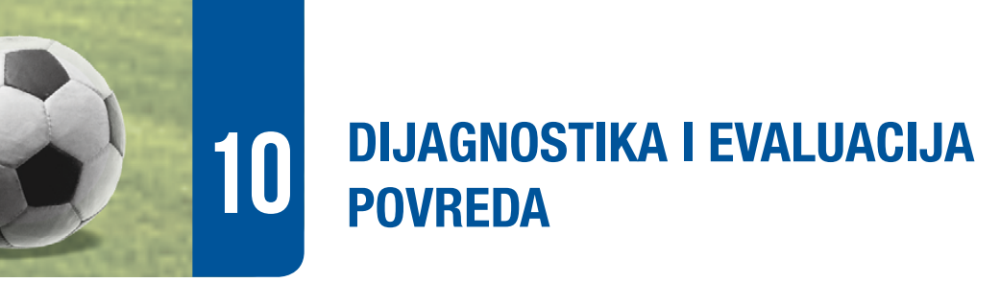 10
DIJAGNOSTIKA I EVALUACIJA
POVREDA